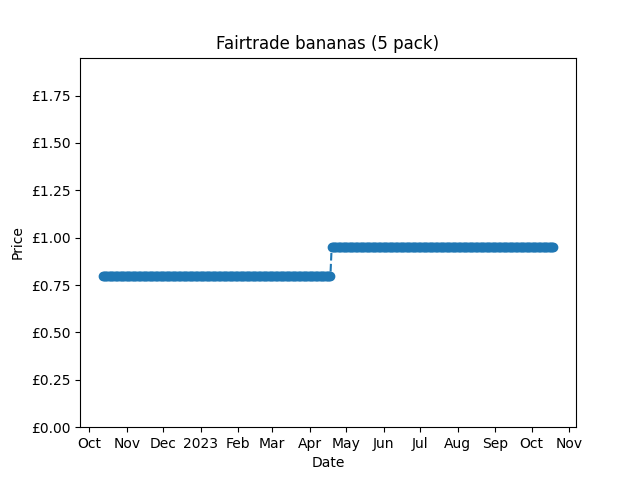 Fairtrade bananas (5 pack)
£1.75
£1.50
£1.25
£1.00
£0.75
£0.50
£0.25
£0.00
Price
Oct Nov Dec 2023 Feb Mar Apr May Jun Jul Aug Sep Oct Nov
Date